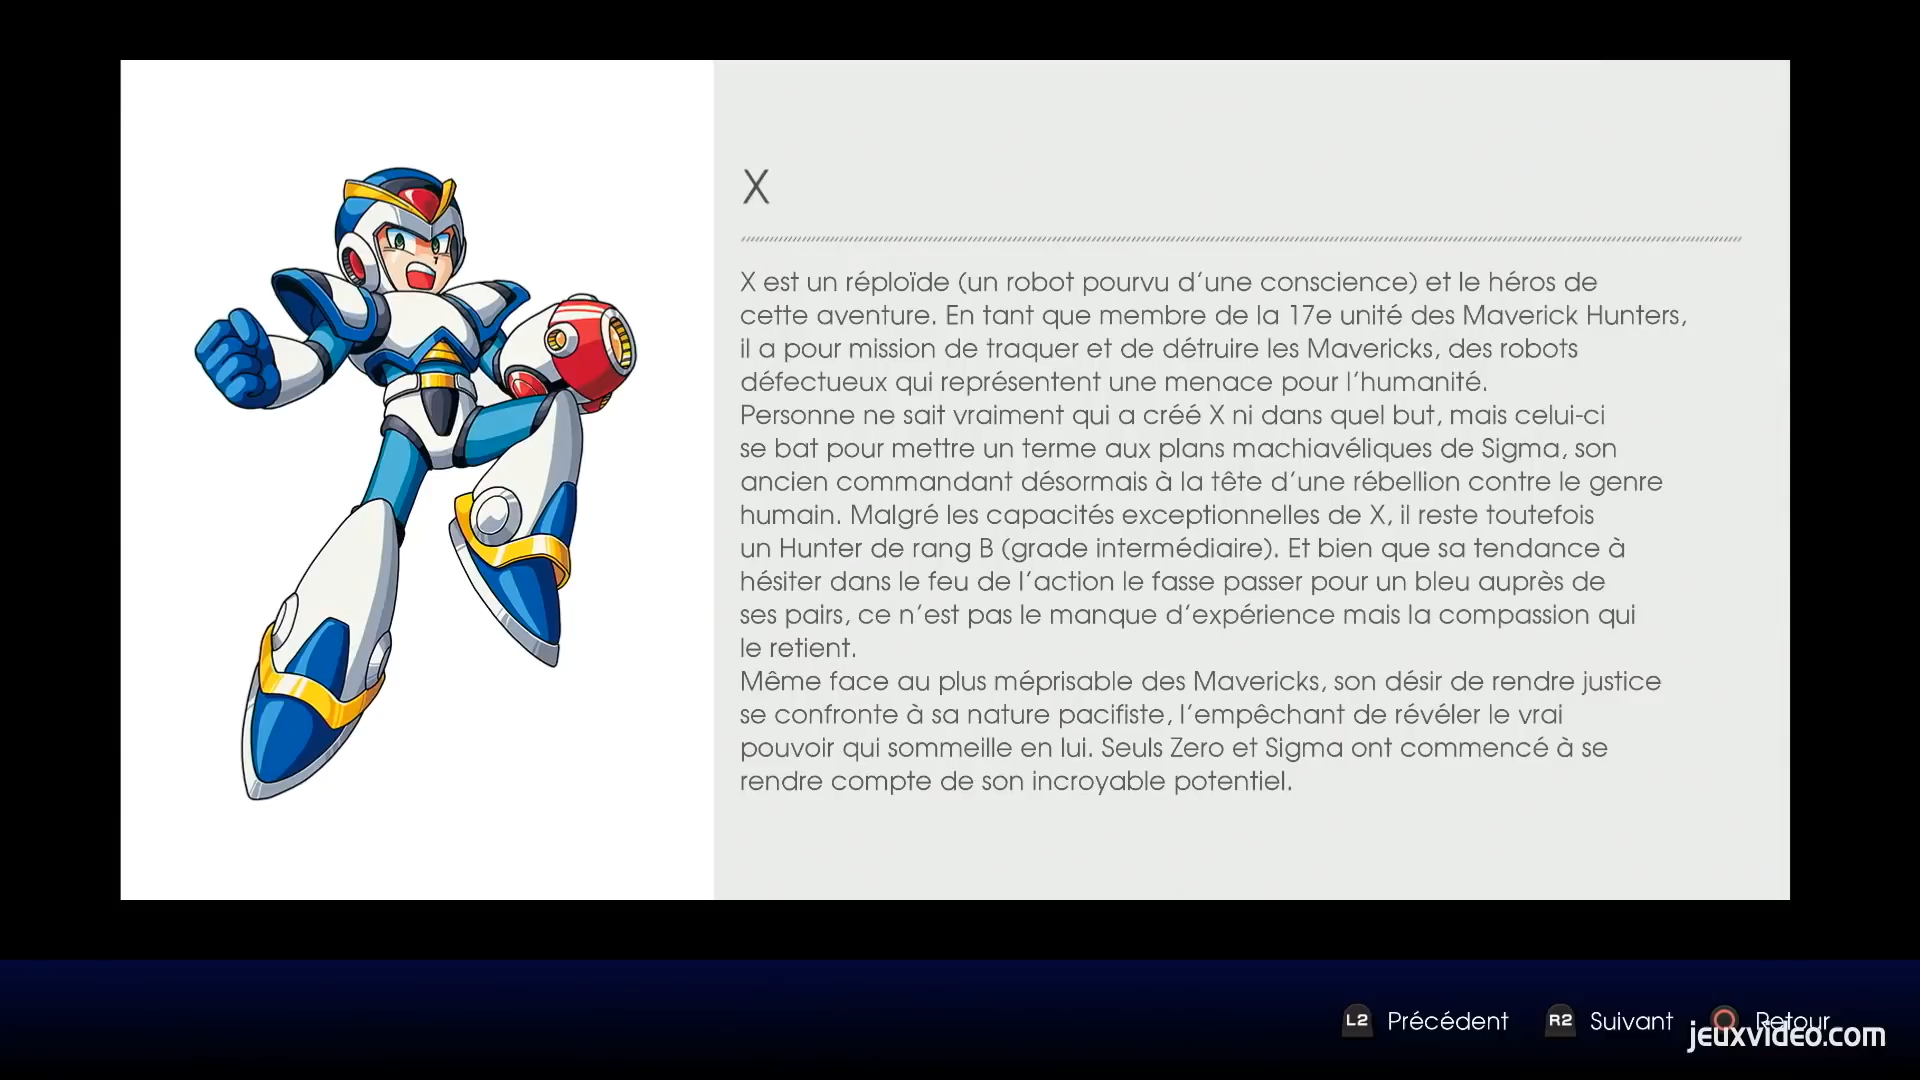 X
X est un réploïde (un robot pourvu d'une conscience) et le héros de
cette aventure. En tant que membre de la 17e unité des Maverick Hunters,
il a pour mission de traquer et de détruire les Mavericks, des robots
défectueux qui représentent une menace pour l'humanité.
Personne ne sait vraiment qui a créé X ni dans quel but, mais celui-ci
se bat pour mettre un terme aux plans machiavéliques de Sigma, son
ancien commandant désormais à la tête d'une rébellion contre le genre
humain. Malgré les capacités exceptionnelles de X, il reste toutefois
un Hunter de rang B (grade intermédiaire). Et bien que sa tendance à
hésiter dans le feu de l'action le fasse passer pour un bleu auprès de
ses pairs, ce n'est pas le manque d'expérience mais la compassion qui
le retient.
Même face au plus méprisable des Mavericks, son désir de rendre justice
se confronte à sa nature pacifiste, l'empêchant de révéler le vrai
pouvoir qui sommeille en lui. Seuls Zero et Sigma ont commencé à se
rendre compte de son incroyable potentiel.
L2 Précédent R2 Suivant Retour
jeuxvideo.com